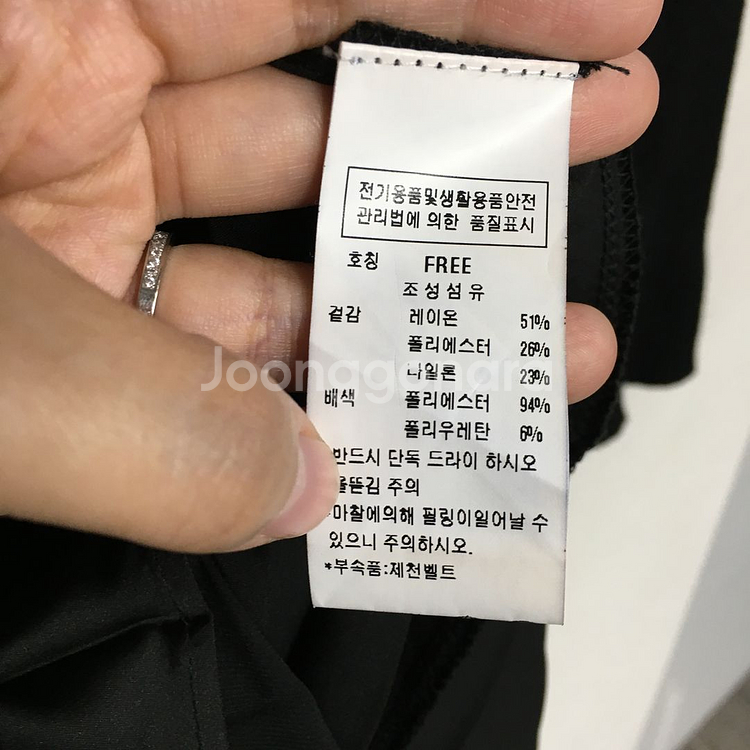 전기용품및생활용품안전
관리법에 의한 품질표시
호칭 FREE
조성섬유
겉감 레이온 51%
폴리에스터 26%
나일론 23%
배색 폴리에스터 94%
폴리우레탄 6%
반드시 단독 드라이 하시오
올뜯김 주의
마찰에의해 필링이일어날 수
있으니 주의하시오.
*부속품:제천벨트
Joonggonara